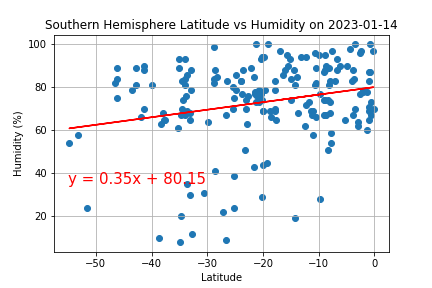 Southern Hemisphere Latitude vs Humidity on 2023-01-14
Humidity (%)
100
80
60
40
20
y = 0.35x + 80.15
−50
−40
−30
−20
−10
0
Latitude